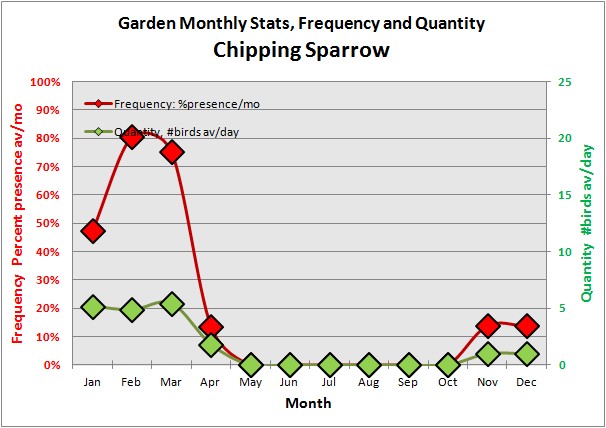 Garden Monthly Stats, Frequency and Quantity
Chipping Sparrow
Frequency Percent presence av/mo
100%
90%
80%
70%
60%
50%
40%
30%
20%
10%
0%
Frequency: %presence/mo
Quantity, #birds av/day
25
20
15
10
5
0
Quantity #birds av/day
Jan Feb Mar Apr May Jun Jul Aug Sep Oct Nov Dec
Month